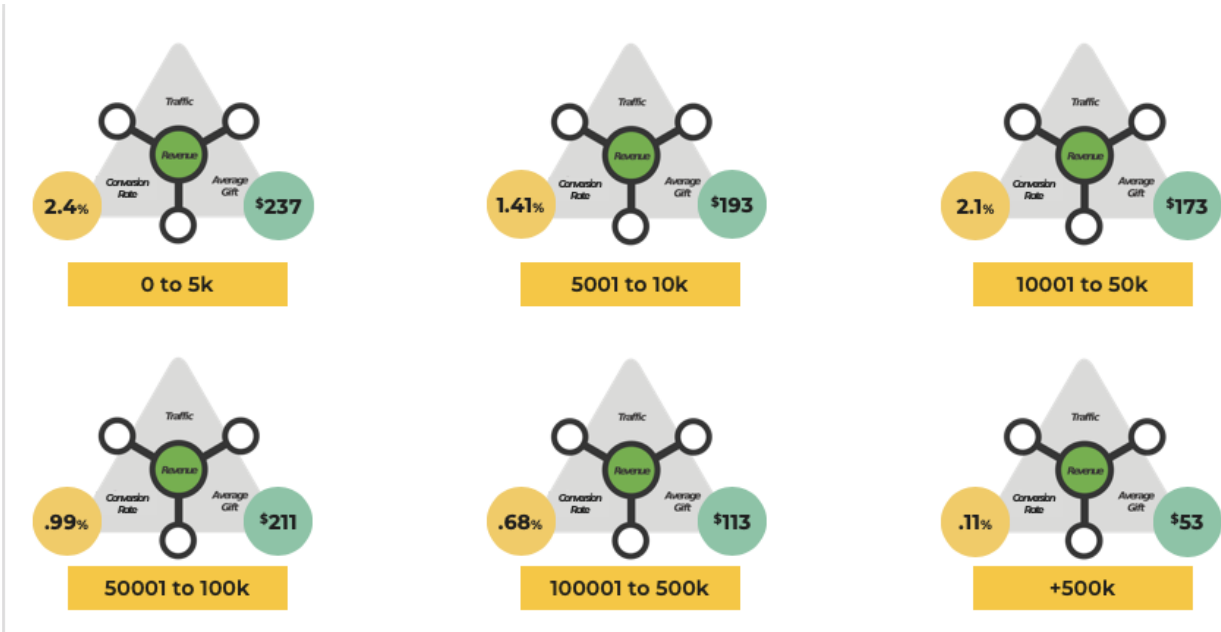 Traffic
Revenue
Conversion
Rate
Average
Gift
2.4%
$237
0 to 5k
Traffic
Revenue
Conversion
Rate
Average
Gift
1.41%
$193
5001 to 10k
Traffic
Revenue
Conversion
Rate
Average
Gift
2.1%
$173
10001 to 50k
Traffic
Revenue
Conversion
Rate
Average
Gift
.99%
$211
50001 to 100k
Traffic
Revenue
Conversion
Rate
Average
Gift
.68%
$113
100001 to 500k
Traffic
Revenue
Conversion
Rate
Average
Gift
.11%
$53
+500k